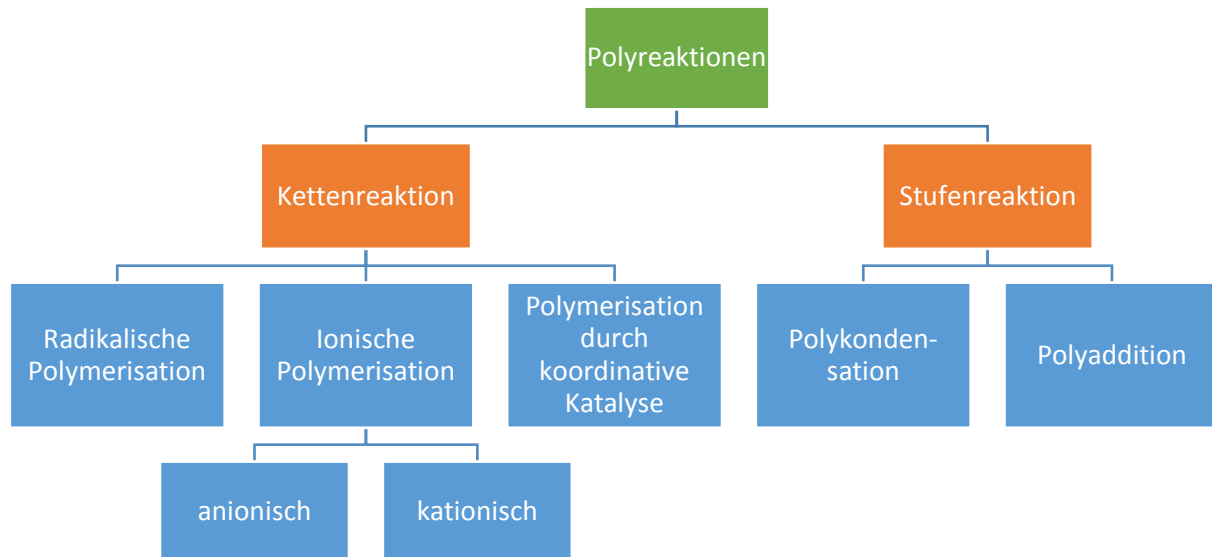 Polyreaktionen
Kettenreaktion
Stufenreaktion
Radikalische
Polymerisation
Ionische
Polymerisation
Polymerisation
durch
koordinative
Katalyse
Polykonden-
sation
Polyaddition
anionisch
kationisch